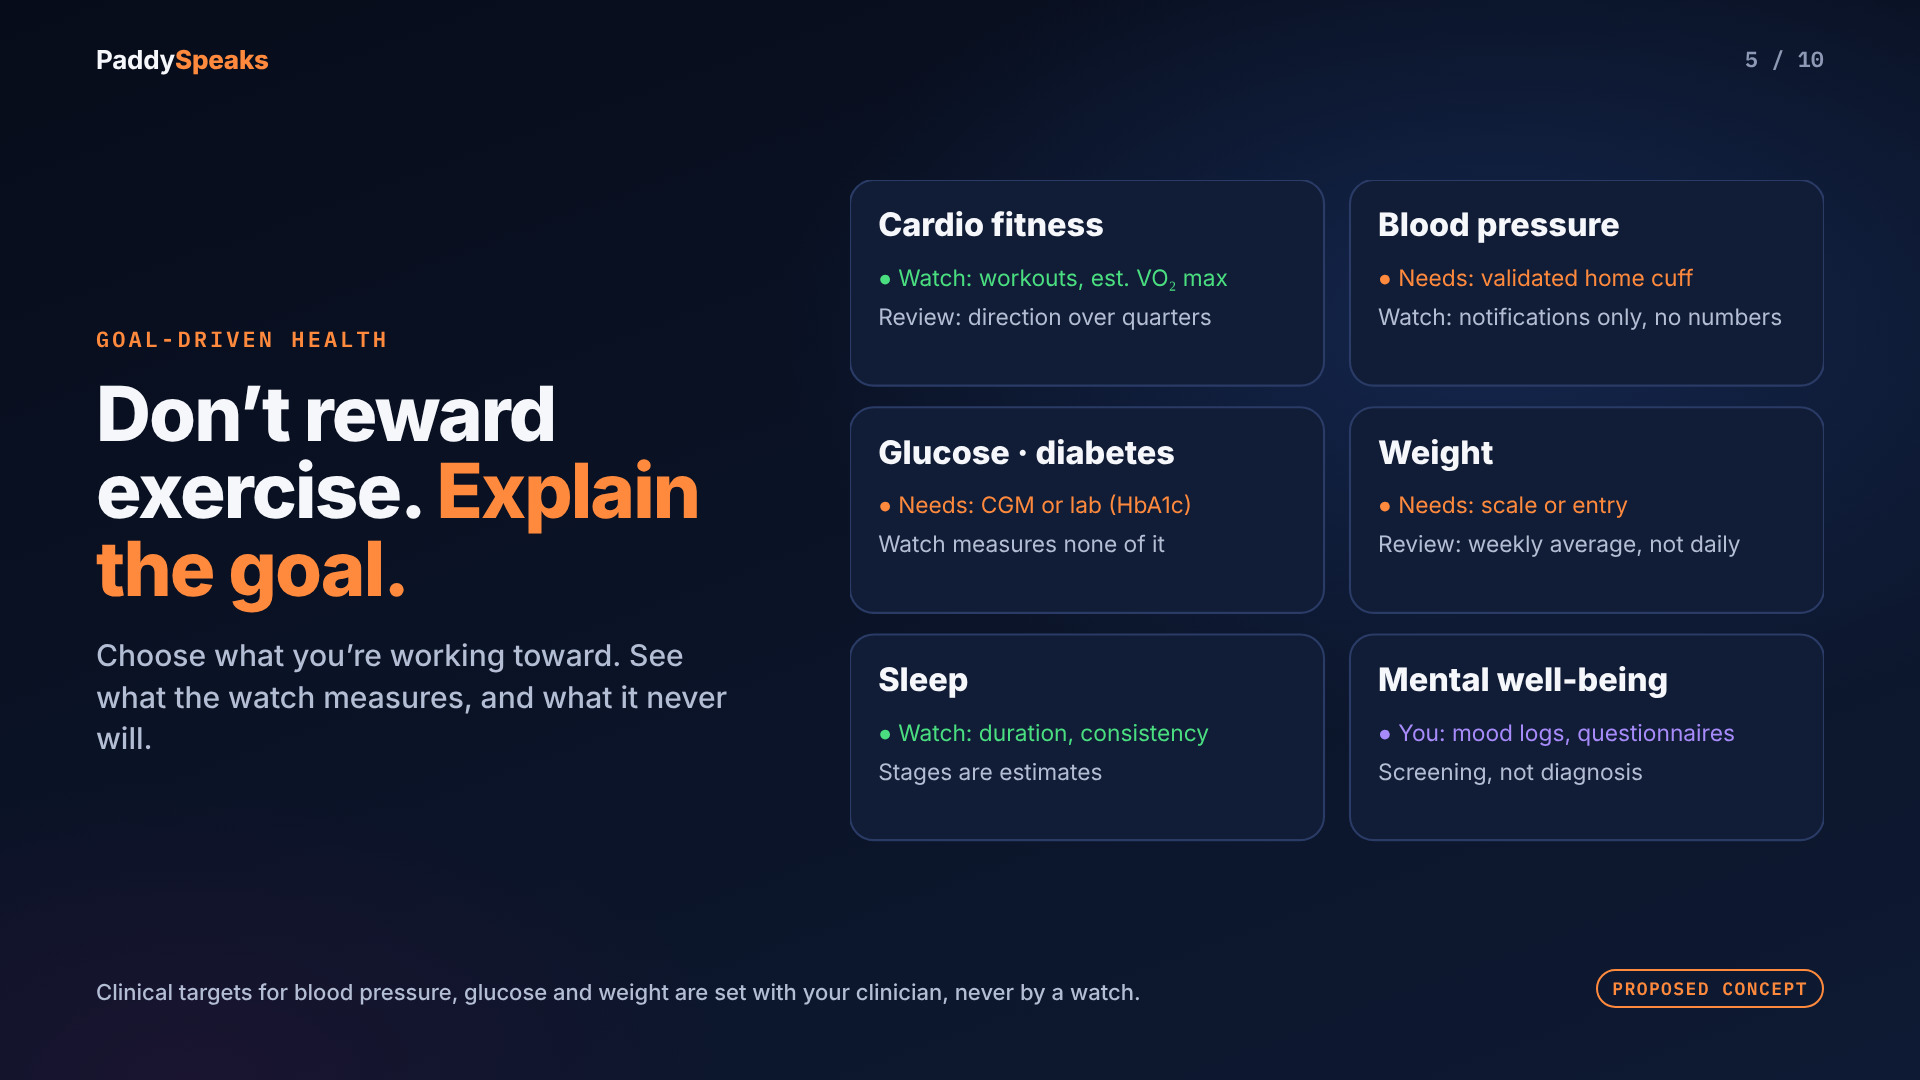 PaddySpeaks
5 / 10
GOAL-DRIVEN HEALTH
Don’t reward
exercise. Explain
the goal.
Choose what you’re working toward. See
what the watch measures, and what it never
will.
Cardio fitness
● Watch: workouts, est. VO₂ max
Review: direction over quarters
Blood pressure
● Needs: validated home cuff
Watch: notifications only, no numbers
Glucose · diabetes
● Needs: CGM or lab (HbA1c)
Watch measures none of it
Weight
● Needs: scale or entry
Review: weekly average, not daily
Sleep
● Watch: duration, consistency
Stages are estimates
Mental well-being
● You: mood logs, questionnaires
Screening, not diagnosis
Clinical targets for blood pressure, glucose and weight are set with your clinician, never by a watch.
PROPOSED CONCEPT